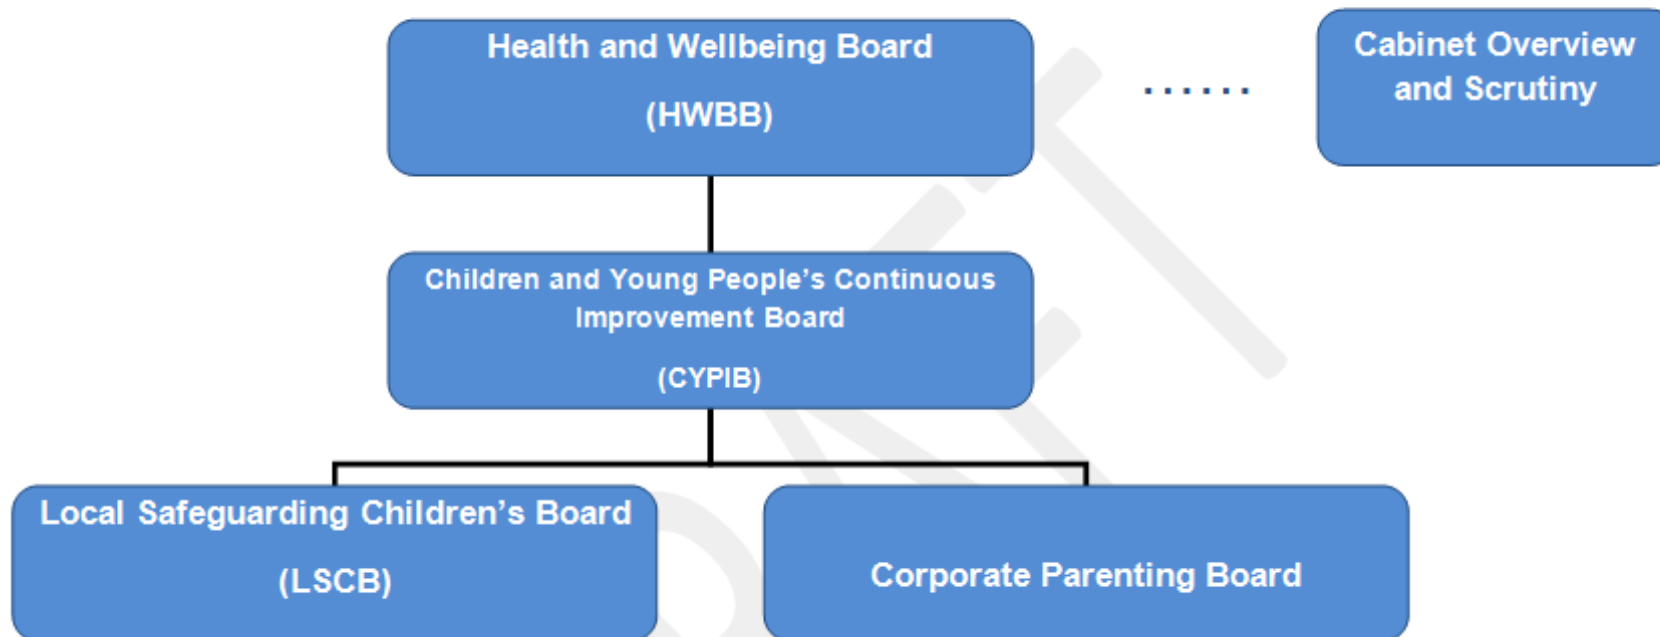 Health and Wellbeing Board
(HWBB)
......
Cabinet Overview
and Scrutiny
Children and Young People’s Continuous
Improvement Board
(CYPIB)
Local Safeguarding Children’s Board
(LSCB)
Corporate Parenting Board
DRAFT